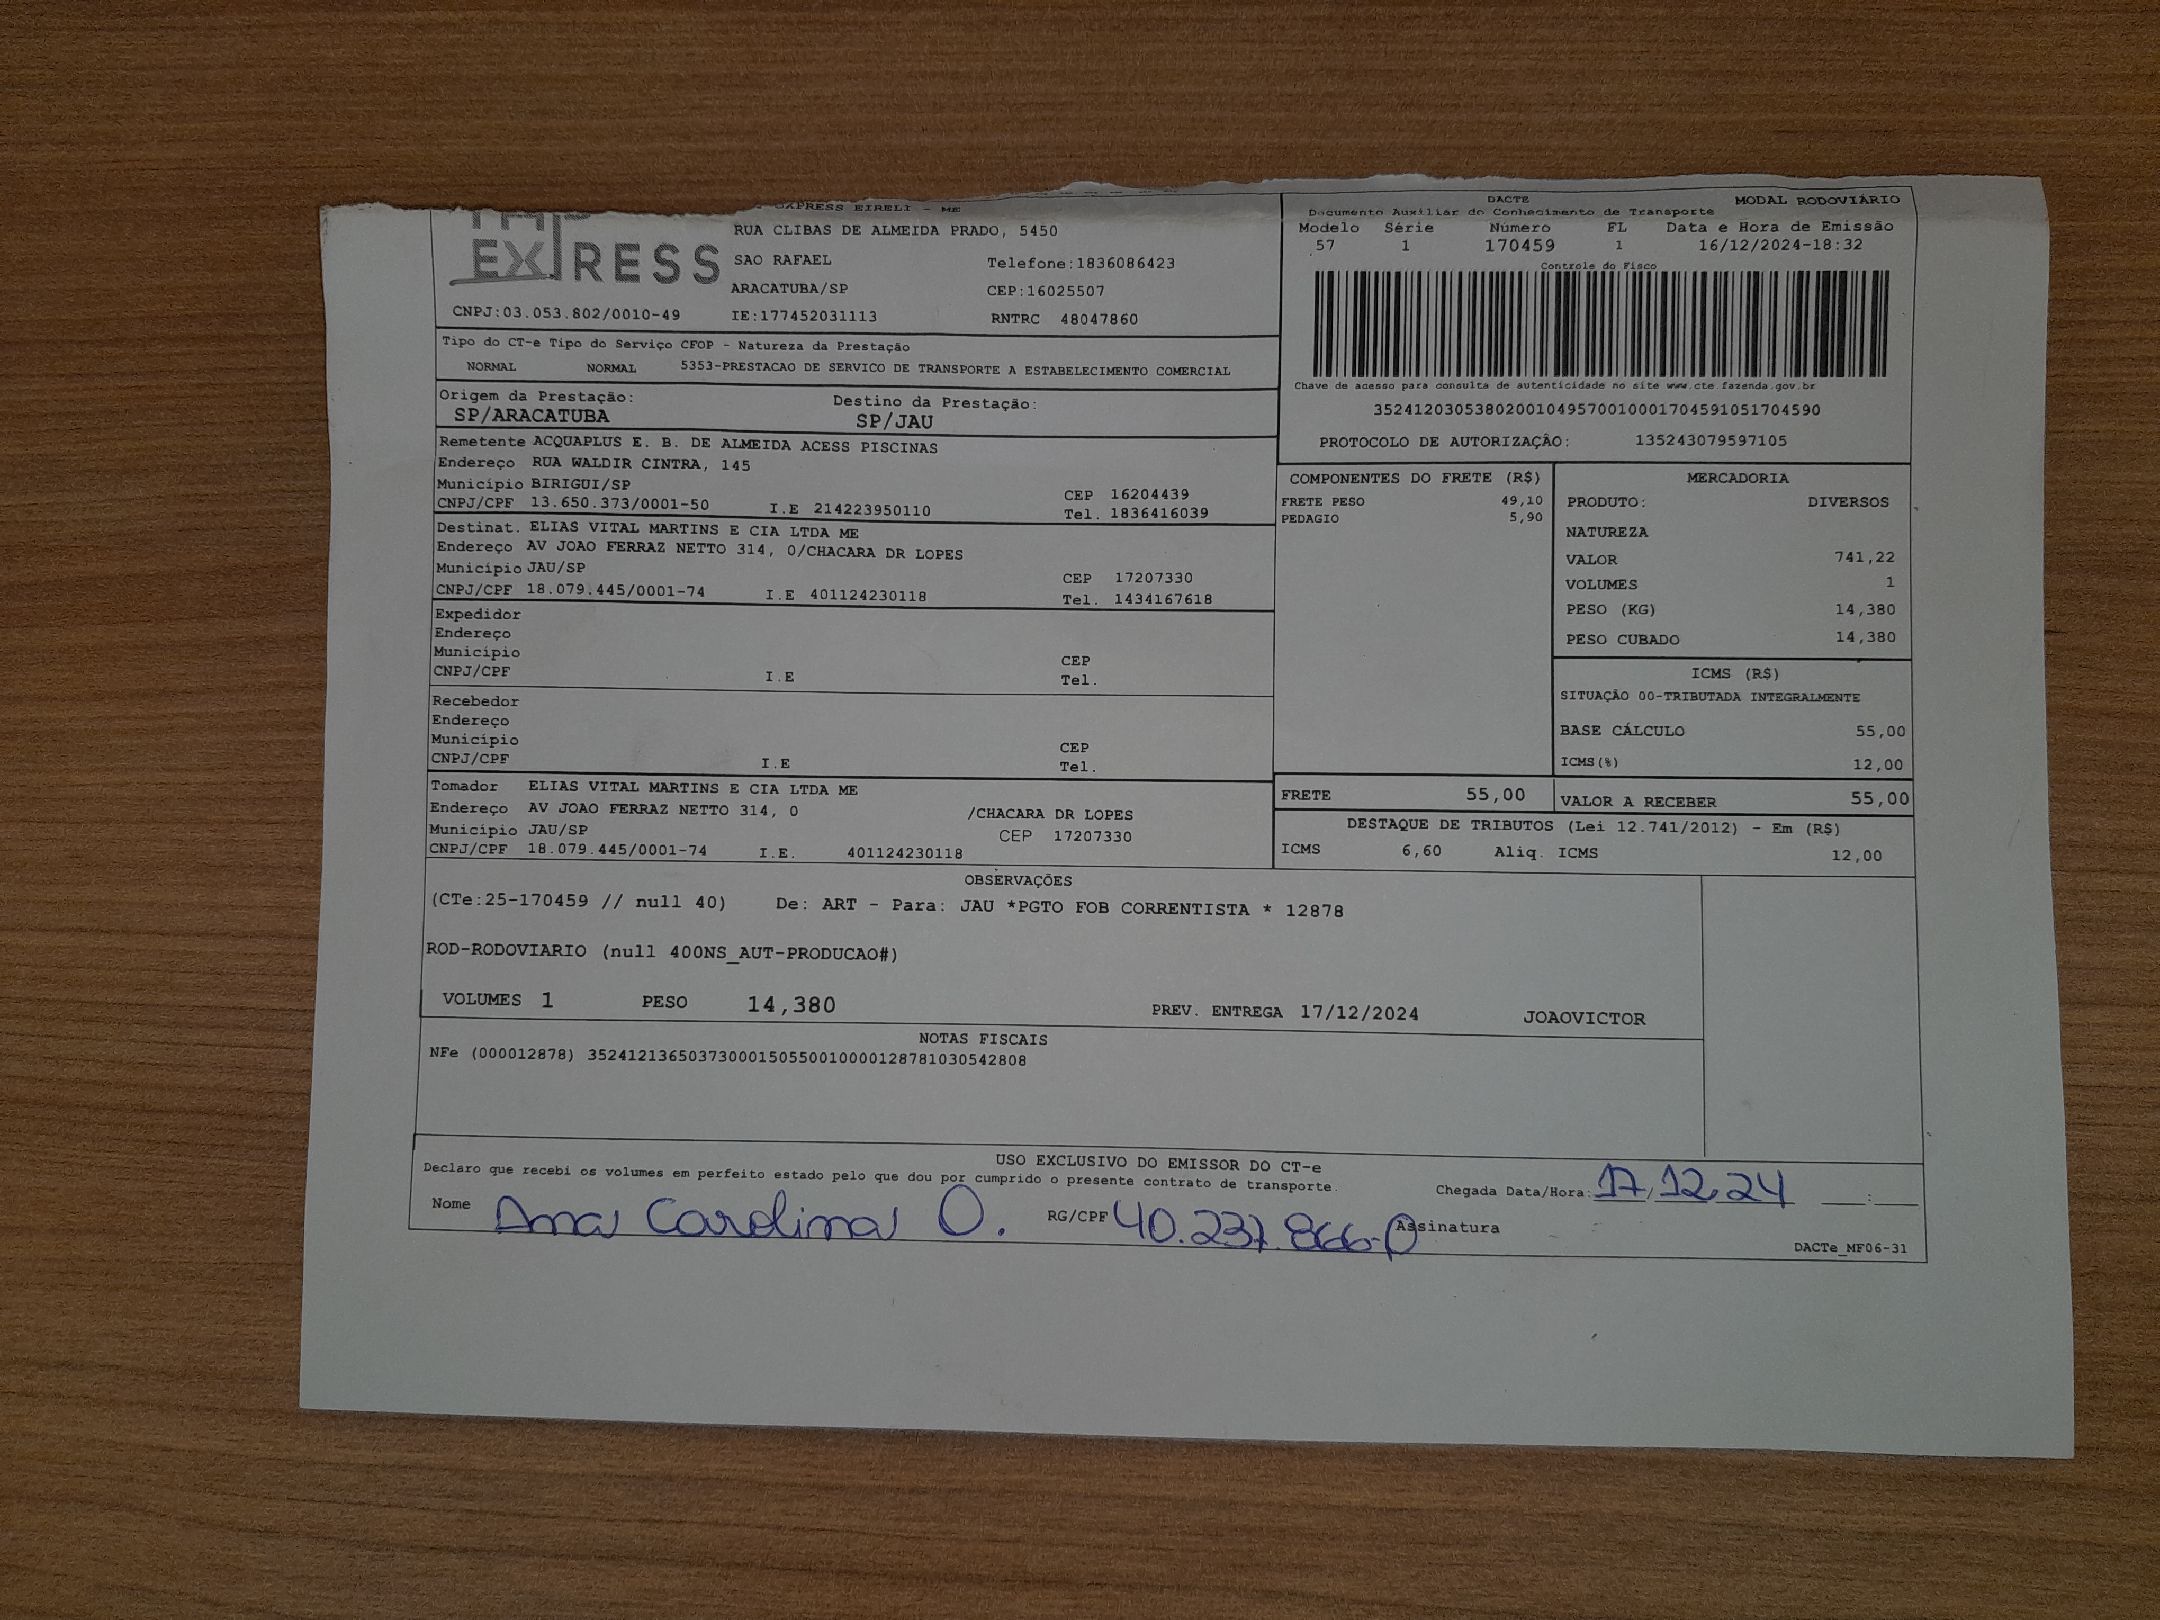 EXPRESS EIRELI - ME
EXPRESS
RUA CLIBAS DE ALMEIDA PRADO, 5450
SAO RAFAEL Telefone:1836086423
ARACATUBA/SP CEP:16025507
CNPJ:03.053.802/0010-49 IE:177452031113 RNTRC 48047860
DACTE MODAL RODOVIÁRIO
Documento Auxiliar do Conhecimento de Transporte
Modelo Série Número FL Data e Hora de Emissão
57 1 170459 1 16/12/2024-18:32
Controle do Fisco
Chave de acesso para consulta de autenticidade no site www.cte.fazenda.gov.br
35241203053802001049570010001704591051704590
PROTOCOLO DE AUTORIZAÇÃO: 135243079597105
Tipo do CT-e Tipo do Serviço CFOP - Natureza da Prestação
NORMAL NORMAL 5353-PRESTACAO DE SERVICO DE TRANSPORTE A ESTABELECIMENTO COMERCIAL
Origem da Prestação: Destino da Prestação:
SP/ARACATUBA SP/JAU
Remetente ACQUAPLUS E. B. DE ALMEIDA ACESS PISCINAS
Endereço RUA WALDIR CINTRA, 145
Município BIRIGUI/SP CEP 16204439
CNPJ/CPF 13.650.373/0001-50 I.E 214223950110 Tel. 1836416039
Destinat. ELIAS VITAL MARTINS E CIA LTDA ME
Endereço AV JOAO FERRAZ NETTO 314, 0/CHACARA DR LOPES
Município JAU/SP CEP 17207330
CNPJ/CPF 18.079.445/0001-74 I.E 401124230118 Tel. 1434167618
Expedidor
Endereço
Município CEP
CNPJ/CPF I.E Tel.
Recebedor
Endereço
Município CEP
CNPJ/CPF I.E Tel.
Tomador ELIAS VITAL MARTINS E CIA LTDA ME
Endereço AV JOAO FERRAZ NETTO 314, 0 /CHACARA DR LOPES
Município JAU/SP CEP 17207330
CNPJ/CPF 18.079.445/0001-74 I.E. 401124230118
COMPONENTES DO FRETE (R$)
FRETE PESO 49,10
PEDAGIO 5,90
MERCADORIA
PRODUTO: DIVERSOS
NATUREZA
VALOR 741,22
VOLUMES 1
PESO (KG) 14,380
PESO CUBADO 14,380
ICMS (R$)
SITUAÇÃO 00-TRIBUTADA INTEGRALMENTE
BASE CÁLCULO 55,00
ICMS(%) 12,00
FRETE 55,00 VALOR A RECEBER 55,00
DESTAQUE DE TRIBUTOS (Lei 12.741/2012) - Em (R$)
ICMS 6,60 Aliq. ICMS 12,00
OBSERVAÇÕES
(CTe:25-170459 // null 40) De: ART - Para: JAU *PGTO FOB CORRENTISTA * 12878
ROD-RODOVIARIO (null 400NS_AUT-PRODUCAO#)
VOLUMES 1 PESO 14,380 PREV. ENTREGA 17/12/2024 JOAOVICTOR
NOTAS FISCAIS
NFe (000012878) 35241213650373000150550010000128781030542808
USO EXCLUSIVO DO EMISSOR DO CT-e
Declaro que recebi os volumes em perfeito estado pelo que dou por cumprido o presente contrato de transporte.
Chegada Data/Hora: 17/12/24 __:__
Nome Ana Carolina O. RG/CPF 40.237.866-0 Assinatura
DACTe_MF06-31